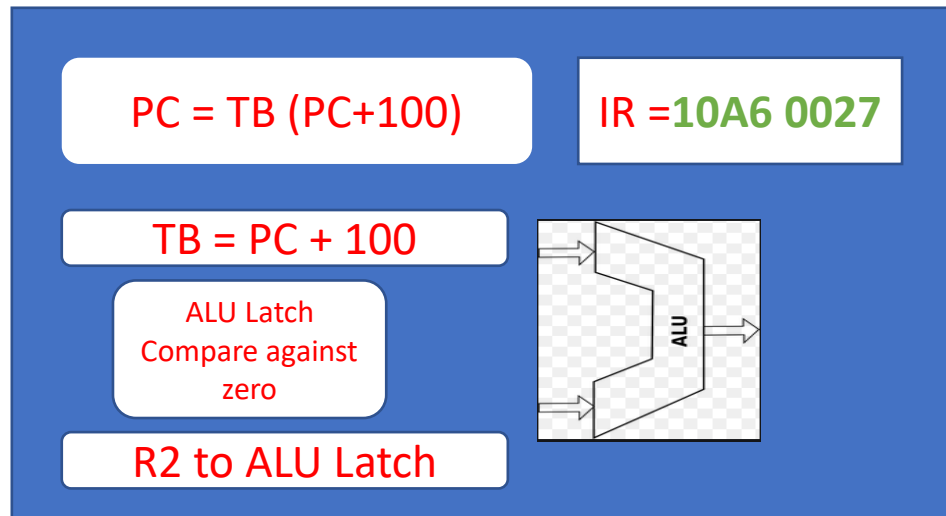 PC = TB (PC+100)
IR =10A6 0027
TB = PC + 100
ALU Latch
Compare against
zero
ALU
R2 to ALU Latch